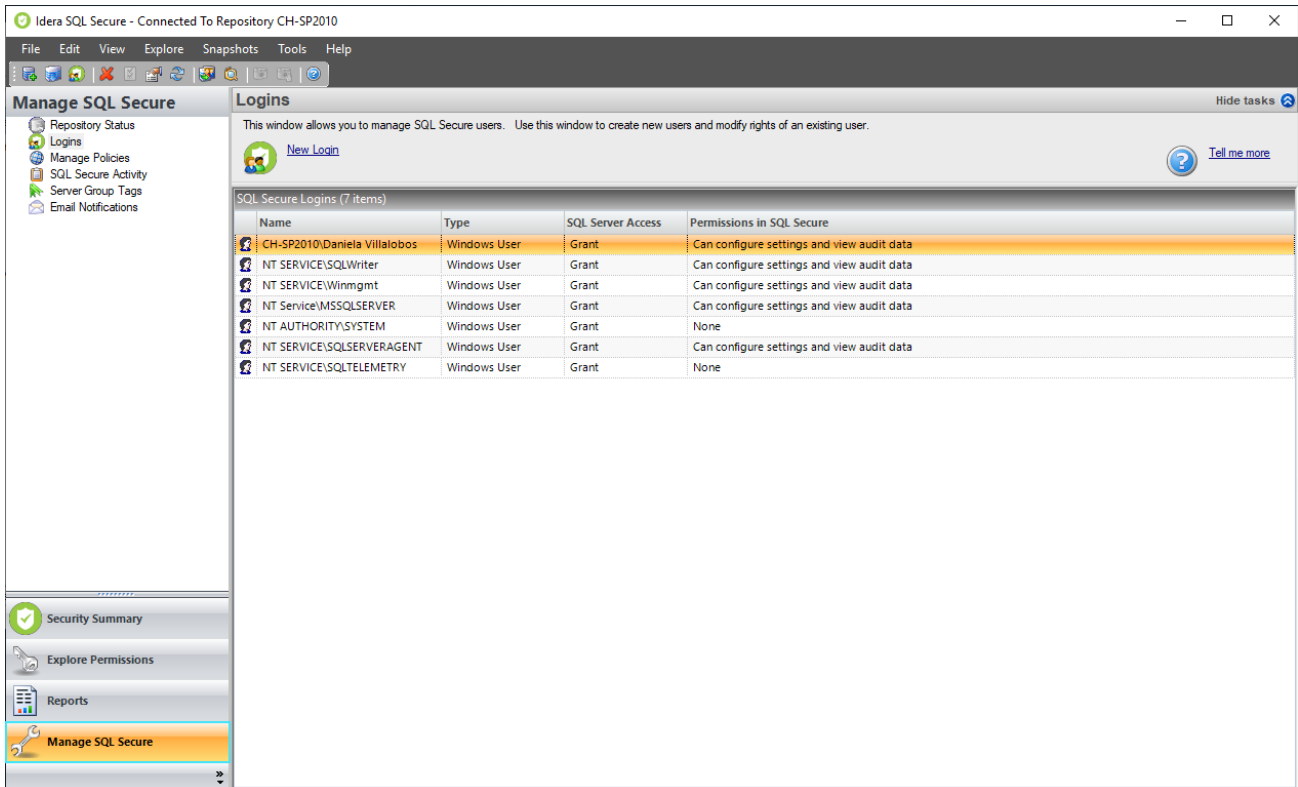 Idera SQL Secure - Connected To Repository CH-SP2010
File Edit View Explore Snapshots Tools Help
Manage SQL Secure
Repository Status
Logins
Manage Policies
SQL Secure Activity
Server Group Tags
Email Notifications
Security Summary
Explore Permissions
Reports
Manage SQL Secure
Logins
Hide tasks
This window allows you to manage SQL Secure users. Use this window to create new users and modify rights of an existing user.
New Login
Tell me more
SQL Secure Logins (7 items)
Name Type SQL Server Access Permissions in SQL Secure
CH-SP2010\Daniela Villalobos Windows User Grant Can configure settings and view audit data
NT SERVICE\SQLWriter Windows User Grant Can configure settings and view audit data
NT SERVICE\Winmgmt Windows User Grant Can configure settings and view audit data
NT Service\MSSQLSERVER Windows User Grant Can configure settings and view audit data
NT AUTHORITY\SYSTEM Windows User Grant None
NT SERVICE\SQLSERVERAGENT Windows User Grant Can configure settings and view audit data
NT SERVICE\SQLTELEMETRY Windows User Grant None